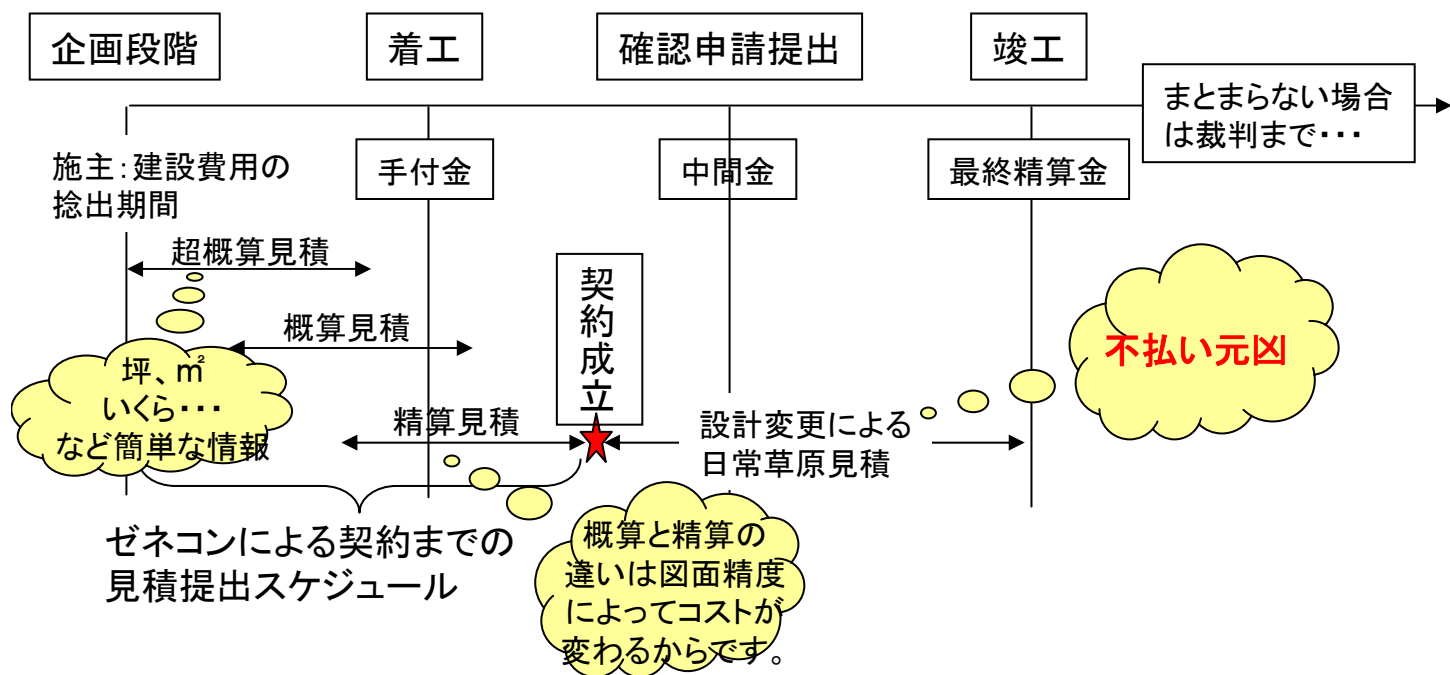 企画段階
着工
確認申請提出
竣工
まとまらない場合
は裁判まで・・・
施主:建設費用の
捻出期間
手付金
中間金
最終精算金
超概算見積
概算見積
坪、㎡
いくら・・・
など簡単な情報
精算見積
契約成立
設計変更による
日常草原見積
不払い元凶
ゼネコンによる契約までの
見積提出スケジュール
概算と精算の
違いは図面精度
によってコストが
変わるからです。